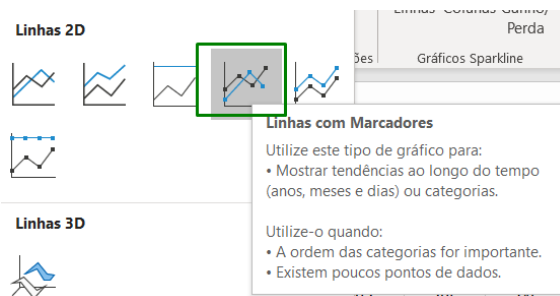 Linhas 2D
Perda
Gráficos Sparkline
Linhas com Marcadores
Utilize este tipo de gráfico para:
• Mostrar tendências ao longo do tempo
(anos, meses e dias) ou categorias.
Utilize-o quando:
• A ordem das categorias for importante.
• Existem poucos pontos de dados.
Linhas 3D